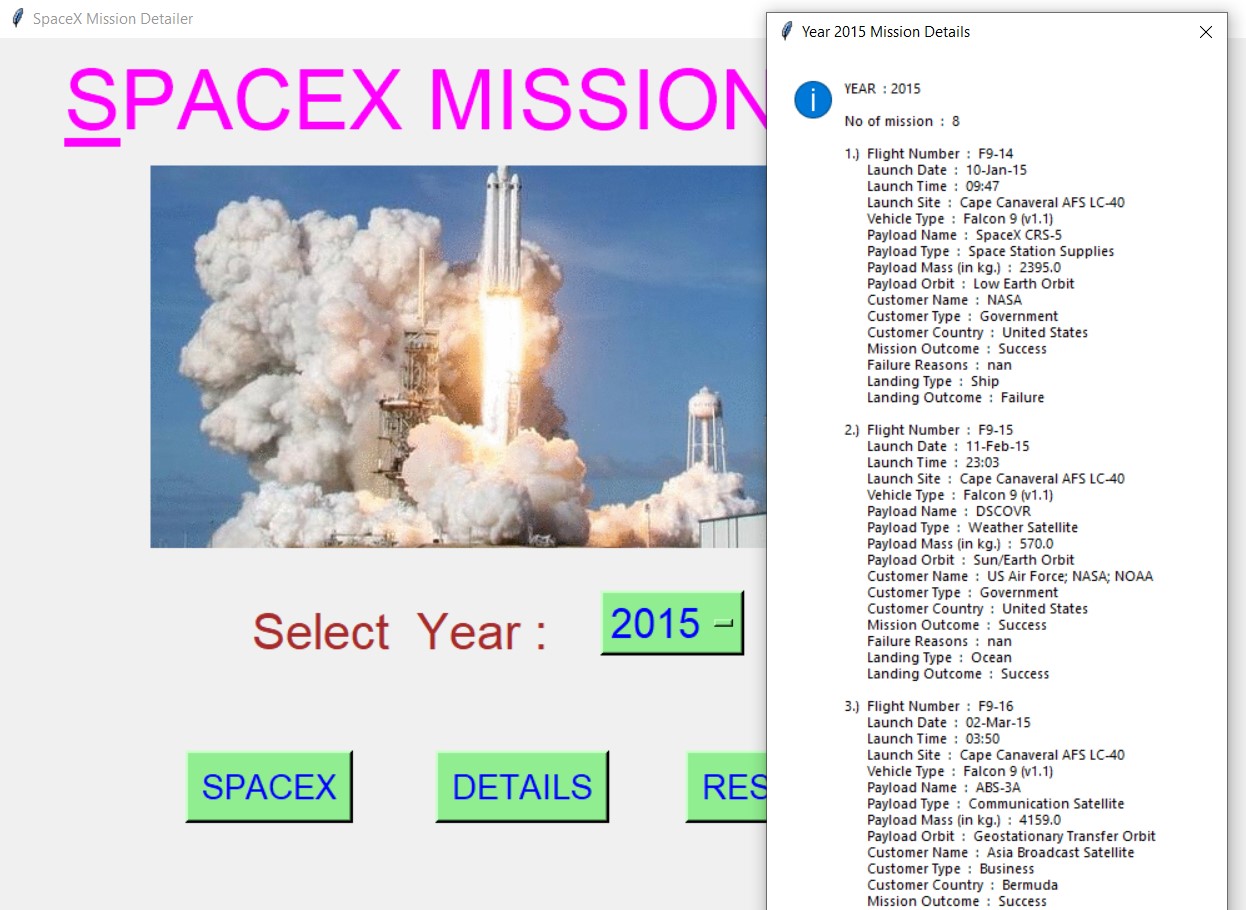 SpaceX Mission Detailer
SPACEX MISSION
Select Year :
2015
SPACEX
DETAILS
RES
Year 2015 Mission Details
YEAR : 2015
No of mission : 8
1.) Flight Number : F9-14
Launch Date : 10-Jan-15
Launch Time : 09:47
Launch Site : Cape Canaveral AFS LC-40
Vehicle Type : Falcon 9 (v1.1)
Payload Name : SpaceX CRS-5
Payload Type : Space Station Supplies
Payload Mass (in kg.) : 2395.0
Payload Orbit : Low Earth Orbit
Customer Name : NASA
Customer Type : Government
Customer Country : United States
Mission Outcome : Success
Failure Reasons : nan
Landing Type : Ship
Landing Outcome : Failure
2.) Flight Number : F9-15
Launch Date : 11-Feb-15
Launch Time : 23:03
Launch Site : Cape Canaveral AFS LC-40
Vehicle Type : Falcon 9 (v1.1)
Payload Name : DSCOVR
Payload Type : Weather Satellite
Payload Mass (in kg.) : 570.0
Payload Orbit : Sun/Earth Orbit
Customer Name : US Air Force; NASA; NOAA
Customer Type : Government
Customer Country : United States
Mission Outcome : Success
Failure Reasons : nan
Landing Type : Ocean
Landing Outcome : Success
3.) Flight Number : F9-16
Launch Date : 02-Mar-15
Launch Time : 03:50
Launch Site : Cape Canaveral AFS LC-40
Vehicle Type : Falcon 9 (v1.1)
Payload Name : ABS-3A
Payload Type : Communication Satellite
Payload Mass (in kg.) : 4159.0
Payload Orbit : Geostationary Transfer Orbit
Customer Name : Asia Broadcast Satellite
Customer Type : Business
Customer Country : Bermuda
Mission Outcome : Success